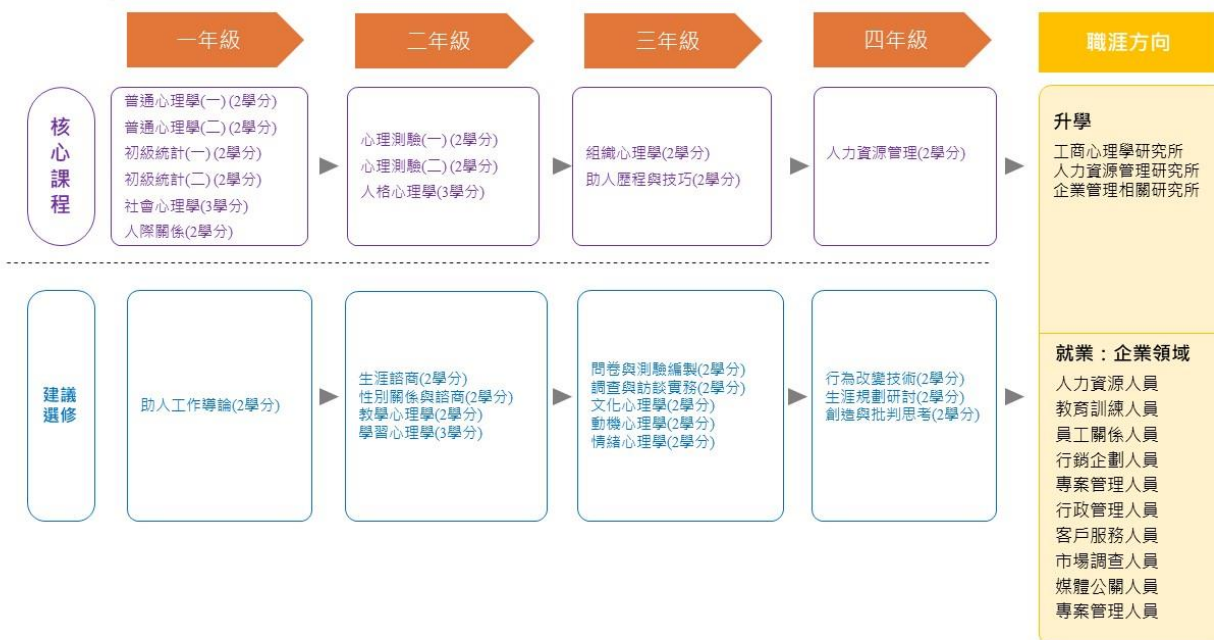 一年級
二年級
三年級
四年級
職涯方向
核心課程
普通心理學(一)(2學分)
普通心理學(二)(2學分)
初級統計(一)(2學分)
初級統計(二)(2學分)
社會心理學(3學分)
人際關係(2學分)
心理測驗(一)(2學分)
心理測驗(二)(2學分)
人格心理學(3學分)
組織心理學(2學分)
助人歷程與技巧(2學分)
人力資源管理(2學分)
升學
工商心理學研究所
人力資源管理研究所
企業管理相關研究所
建議
選修
助人工作導論(2學分)
生涯諮商(2學分)
性別關係與諮商(2學分)
教學心理學(2學分)
學習心理學(3學分)
問卷與測驗編製(2學分)
調查與訪談實務(2學分)
文化心理學(2學分)
動機心理學(2學分)
情緒心理學(2學分)
行為改變技術(2學分)
生涯規劃研討(2學分)
創造與批判思考(2學分)
就業：企業領域
人力資源人員
教育訓練人員
員工關係人員
行銷企劃人員
專案管理人員
行政管理人員
客戶服務人員
市場調查人員
媒體公關人員
專案管理人員